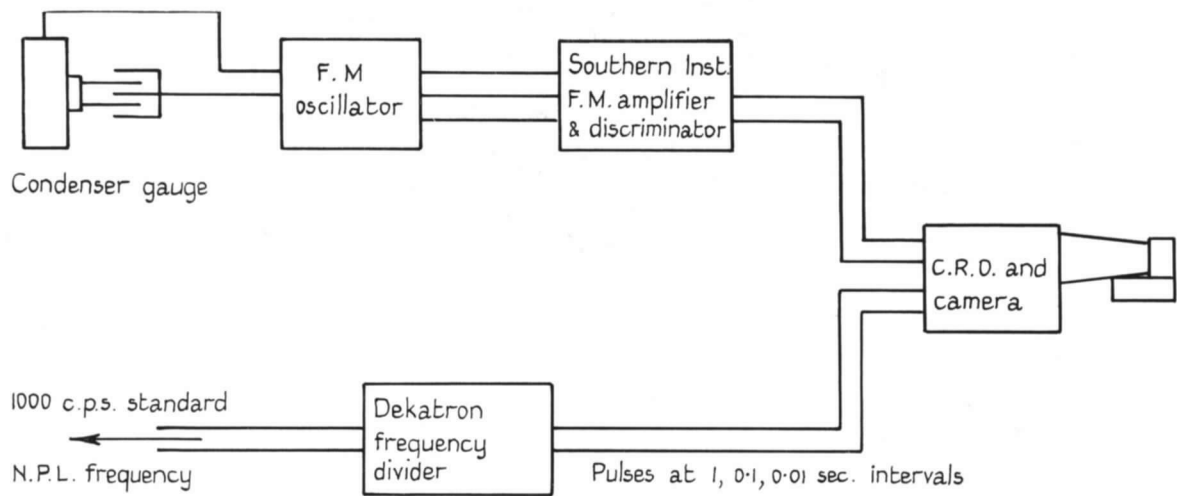 F.M
oscillator
Southern Inst.
F.M. amplifier
& discriminator
Condenser gauge
C.R.D. and
camera
1000 c.p.s. standard
N.P.L. frequency
Dekatron
frequency
divider
Pulses at 1, 0·1, 0·01 sec. intervals